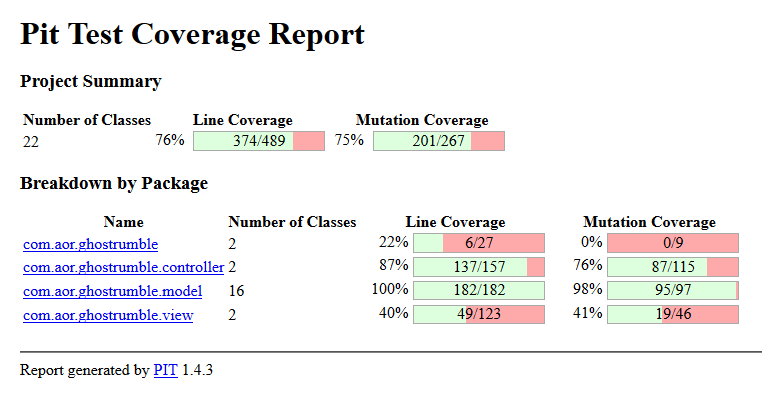 Pit Test Coverage Report
Project Summary
Number of Classes Line Coverage Mutation Coverage
22 76% 374/489 75% 201/267
Breakdown by Package
Name Number of Classes Line Coverage Mutation Coverage
com.aor.ghostrumble 2 22% 6/27 0% 0/9
com.aor.ghostrumble.controller 2 87% 137/157 76% 87/115
com.aor.ghostrumble.model 16 100% 182/182 98% 95/97
com.aor.ghostrumble.view 2 40% 49/123 41% 19/46
Report generated by PIT 1.4.3